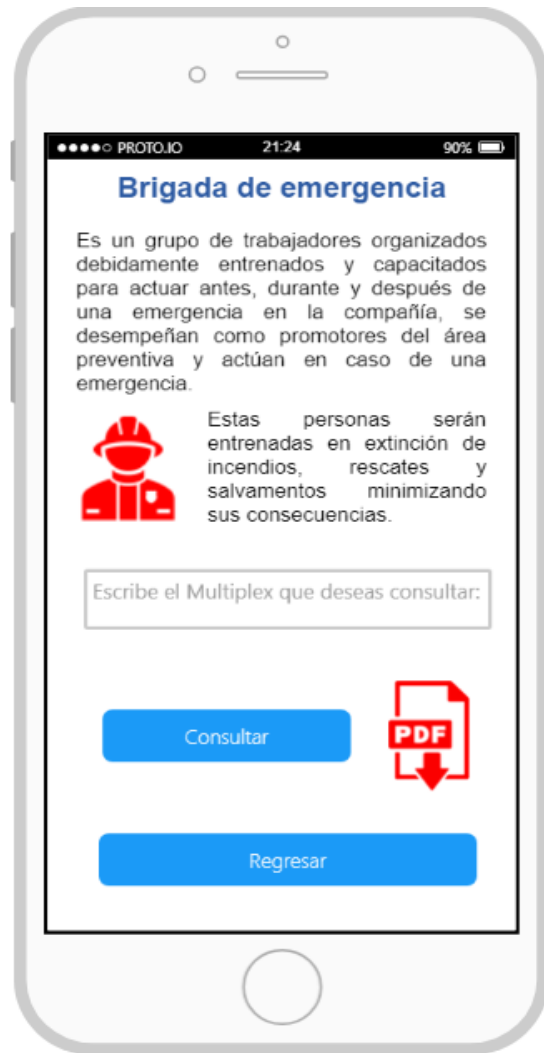 PROTO.IO 21:24 90%
Brigada de emergencia
Es un grupo de trabajadores organizados
debidamente entrenados y capacitados
para actuar antes, durante y después de
una emergencia en la compañía, se
desempeñan como promotores del área
preventiva y actúan en caso de una
emergencia.
Estas personas serán
entrenadas en extinción de
incendios, rescates y
salvamentos minimizando
sus consecuencias.
Escribe el Multiplex que deseas consultar:
Consultar
PDF
Regresar